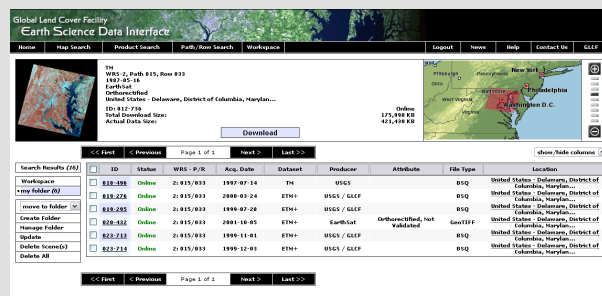 Global Land Cover Facility
Earth Science Data Interface
Home Map Search Product Search Path/Row Search Workspace Logout News Help Contact Us GLCF
TM
WRS-2, Path 015, Row 033
1987-05-16
EarthSat
Orthorectified
United States - Delaware, District of Columbia, Marylan...
ID: 012-736 Online
Total Download Size: 175,998 KB
Actual Data Size: 421,438 KB
Download
Pittsburgh Pennsylvania New York
Ohio Philadelphia
Baltimore
West Virginia Washington D.C.
Virginia
<< First < Previous Page 1 of 1 Next > Last >> show/hide columns
Search Results (16) ID Status WRS - P/R Acq. Date Dataset Producer Attribute File Type Location
Workspace
my folder (6)
move to folder
Create Folder
Manage Folder
Update
Delete Scene(s)
Delete All
010-496 Online 2: 015/033 1997-07-14 TM USGS BSQ United States - Delaware, District of Columbia, Marylan...
019-276 Online 2: 015/033 2000-03-24 ETM+ USGS / GLCF BSQ United States - Delaware, District of Columbia, Marylan...
019-295 Online 2: 015/033 1999-07-28 ETM+ USGS / GLCF BSQ United States - Delaware, District of Columbia, Marylan...
020-432 Online 2: 015/033 2001-10-05 ETM+ EarthSat Orthorectified, Not Validated GeoTIFF United States - Delaware, District of Columbia, Marylan...
023-713 Online 2: 015/033 1999-11-01 ETM+ USGS / GLCF BSQ United States - Delaware, District of Columbia, Marylan...
023-714 Online 2: 015/033 1999-12-03 ETM+ USGS / GLCF BSQ United States - Delaware, District of Columbia, Marylan...
<< First < Previous Page 1 of 1 Next > Last >>